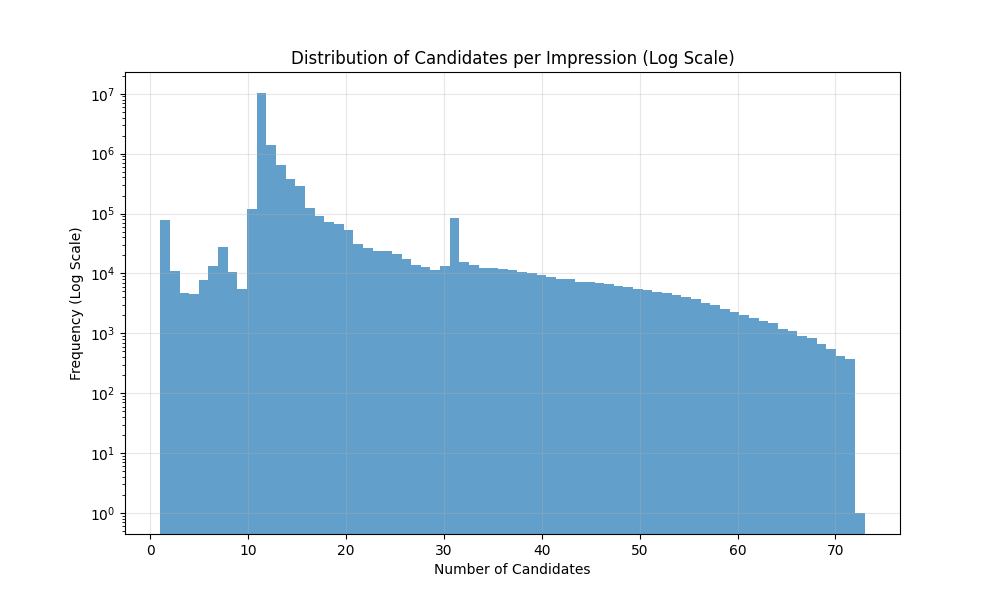 Distribution of Candidates per Impression (Log Scale)
Frequency (Log Scale)
10⁷
10⁶
10⁵
10⁴
10³
10²
10¹
10⁰
0 10 20 30 40 50 60 70
Number of Candidates